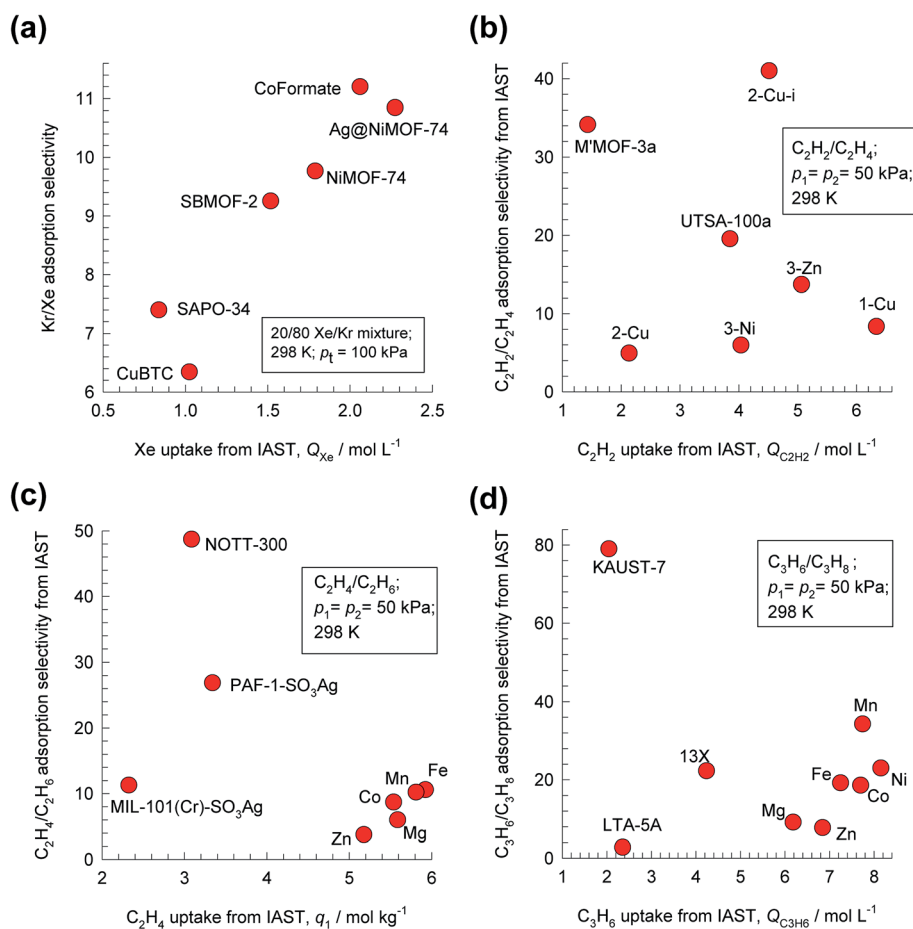 (a)
Kr/Xe adsorption selectivity
11
10
9
8
7
6
CoFormate
Ag@NiMOF-74
NiMOF-74
SBMOF-2
SAPO-34
CuBTC
20/80 Xe/Kr mixture;
298 K; pt = 100 kPa
0.5 1.0 1.5 2.0 2.5
Xe uptake from IAST, QXe / mol L-1
(b)
C2H2/C2H4 adsorption selectivity from IAST
40
30
20
10
0
2-Cu-i
M'MOF-3a
C2H2/C2H4;
p1= p2= 50 kPa;
298 K
UTSA-100a
3-Zn
1-Cu
3-Ni
2-Cu
1 2 3 4 5 6
C2H2 uptake from IAST, QC2H2 / mol L-1
(c)
C2H4/C2H6 adsorption selectivity from IAST
50
40
30
20
10
0
NOTT-300
C2H4/C2H6;
p1= p2= 50 kPa;
298 K
PAF-1-SO3Ag
MIL-101(Cr)-SO3Ag
Fe
Mn
Co
Mg
Zn
2 3 4 5 6
C2H4 uptake from IAST, q1 / mol kg-1
(d)
C3H6/C3H8 adsorption selectivity from IAST
80
60
40
20
0
KAUST-7
C3H6/C3H8 ;
p1= p2= 50 kPa;
298 K
Mn
13X
Fe
Ni
Co
Mg
Zn
LTA-5A
1 2 3 4 5 6 7 8
C3H6 uptake from IAST, QC3H6 / mol L-1